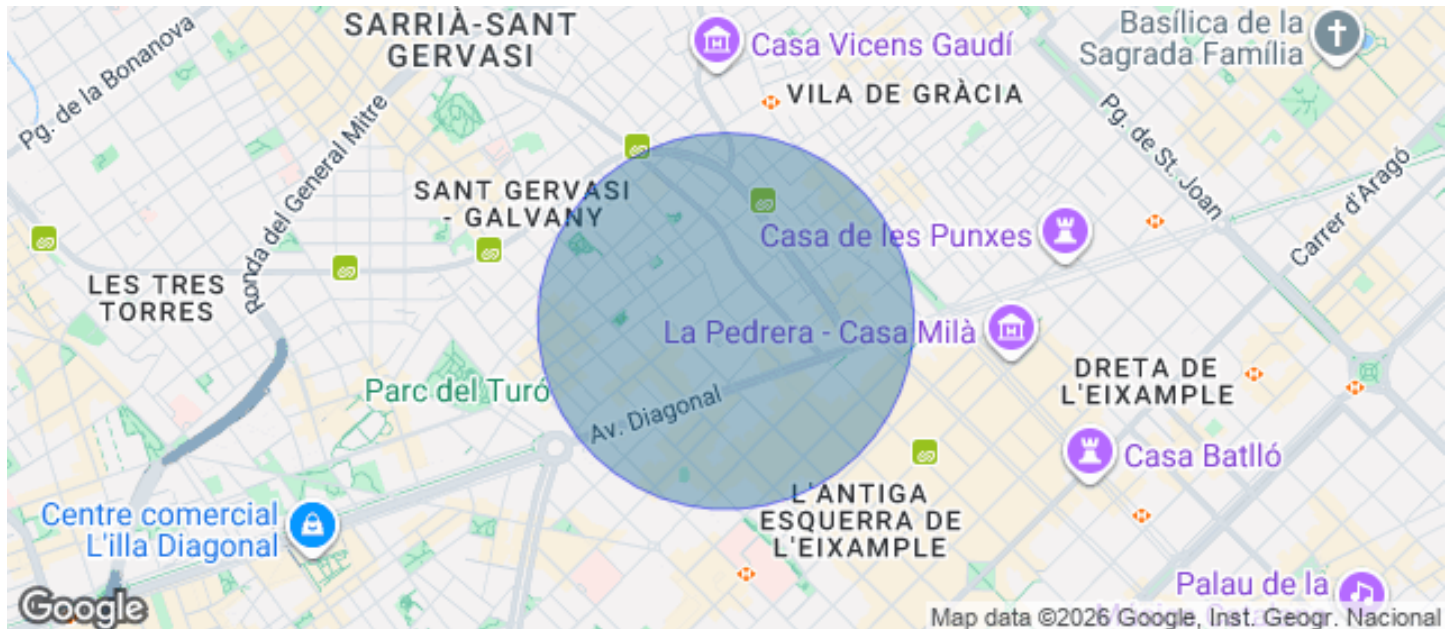 SARRIÀ-SANT
GERVASI
Pg. de la Bonanova
Casa Vicens Gaudí
Basílica de la
Sagrada Família
VILA DE GRÀCIA
Ronda del General Mitre
Pg. de St. Joan
Carrer d'Aragó
SANT GERVASI
- GALVANY
Casa de les Punxes
LES TRES
TORRES
La Pedrera - Casa Milà
DRETA DE
L'EIXAMPLE
Parc del Turó
Av. Diagonal
Casa Batlló
L'ANTIGA
ESQUERRA DE
L'EIXAMPLE
Centre comercial
L'illa Diagonal
Palau de la
Google
Map data ©2026 Google, Inst. Geogr. Nacional